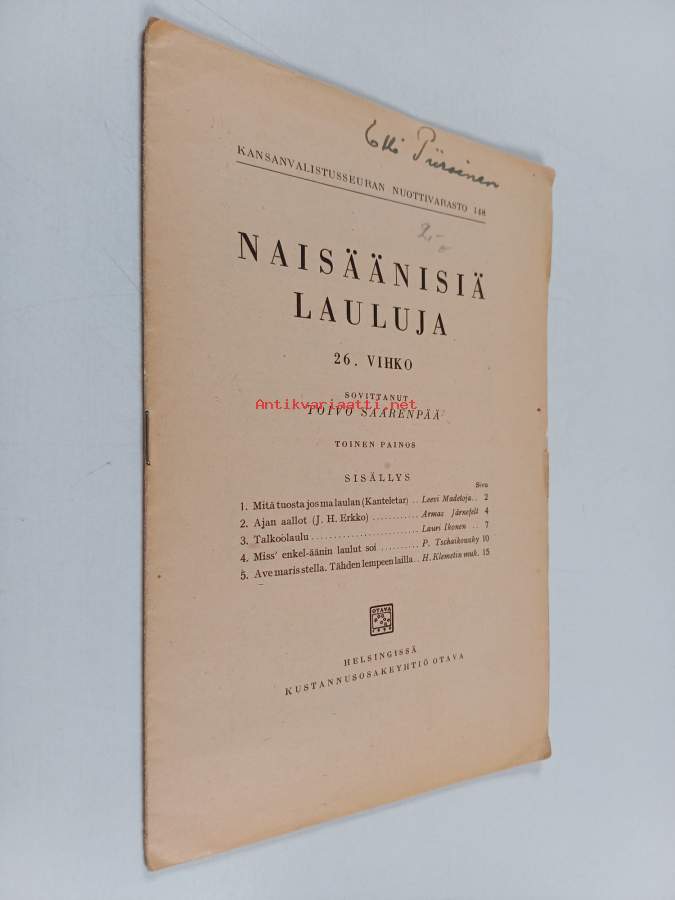 Piiroinen
KANSANVALISTUSSEURAN NUOTTIVARASTO 148
2,-
NAISÄÄNISIÄ
LAULUJA
26. VIHKO
SOVITTANUT
Antikvariaatti.net
TOIVO SAARENPÄÄ
TOINEN PAINOS
SISÄLLYS
Sivu
1. Mitä tuosta jos ma laulan (Kanteletar) .. Leevi Madetoja .. 2
2. Ajan aallot (J. H. Erkko) ............ Armas Järnefelt 4
3. Talkoolaulu ...................... Lauri Ikonen .. 7
4. Miss' enkel-äänin laulut soi .......... P. Tschaikowsky 10
5. Ave maris stella. Tähden lempeen lailla .. H. Klemetin muk. 15
OTAVA
1890
HELSINGISSÄ
KUSTANNUSOSAKEYHTIÖ OTAVA